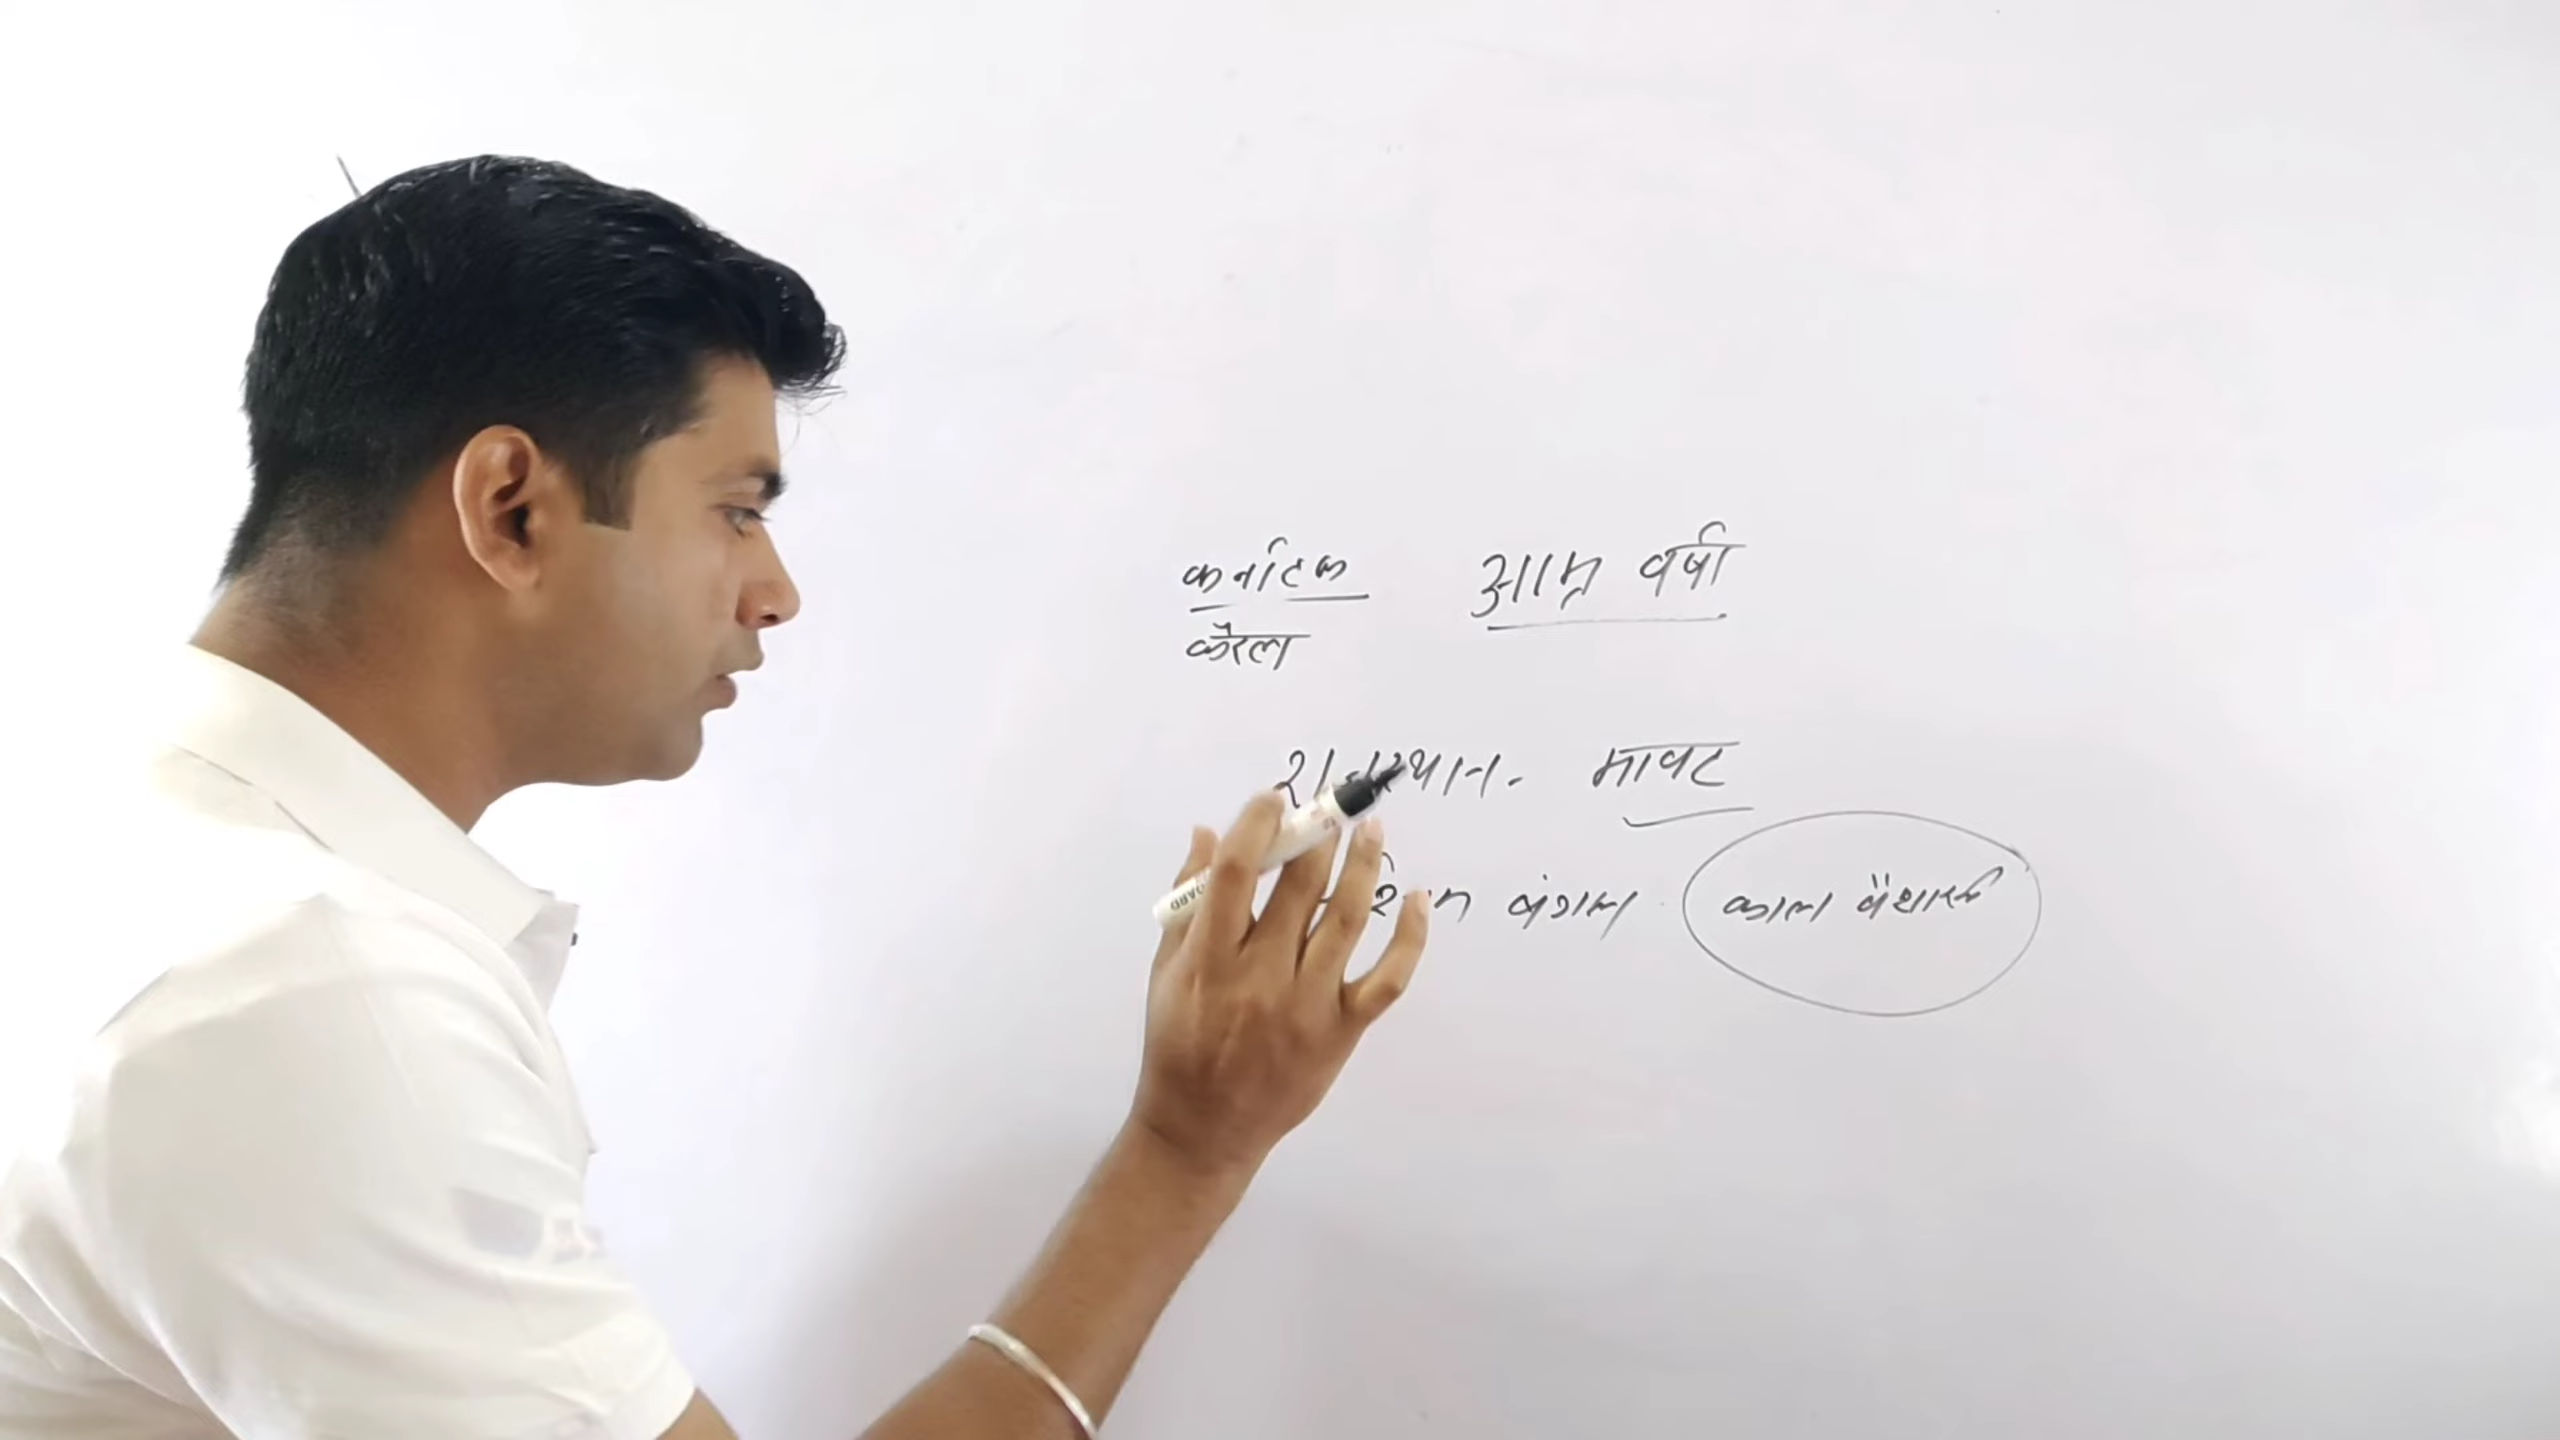 कर्नाटक आम्र वर्षा
केरला
राजस्थान - मावट
बंगाल काल वैशाखी